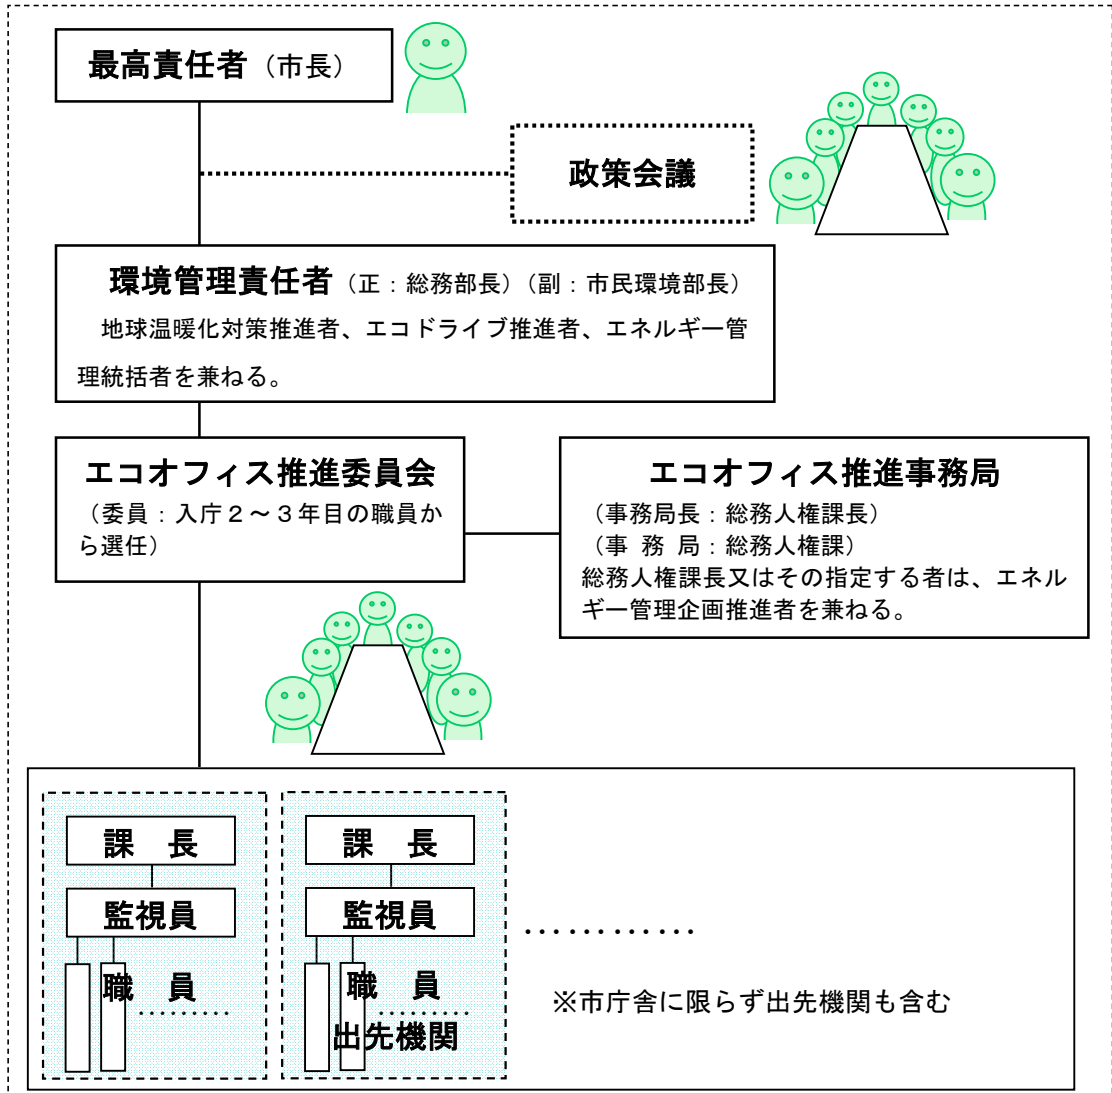 最高責任者（市長）
政策会議
環境管理責任者（正：総務部長）（副：市民環境部長）
地球温暖化対策推進者、エコドライブ推進者、エネルギー管
理統括者を兼ねる。
エコオフィス推進委員会
（委員：入庁２～３年目の職員か
ら選任）
エコオフィス推進事務局
（事務局長：総務人権課長）
（事 務 局：総務人権課）
総務人権課長又はその指定する者は、エネル
ギー管理企画推進者を兼ねる。
課　長
監視員
職　員
………
課　長
監視員
職　員
………
出先機関
…………
※市庁舎に限らず出先機関も含む